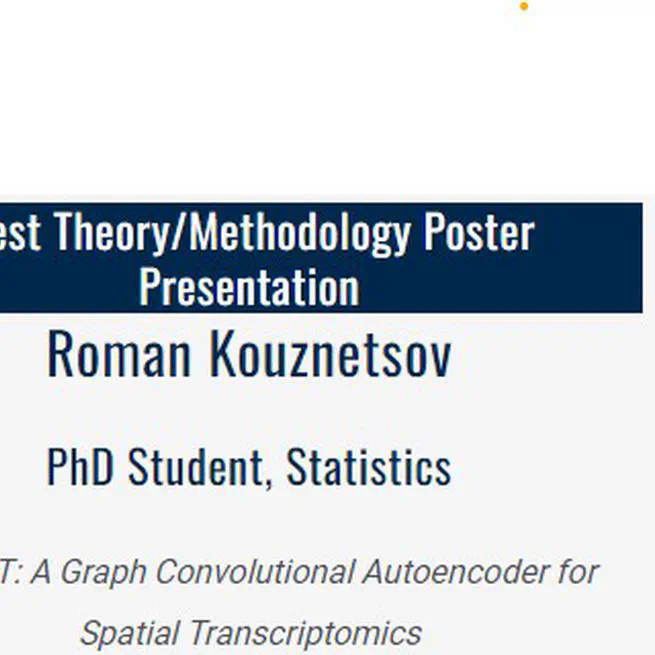 est Theory/Methodology Poster
Presentation
Roman Kouznetsov
PhD Student, Statistics
T: A Graph Convolutional Autoencoder for
Spatial Transcriptomics